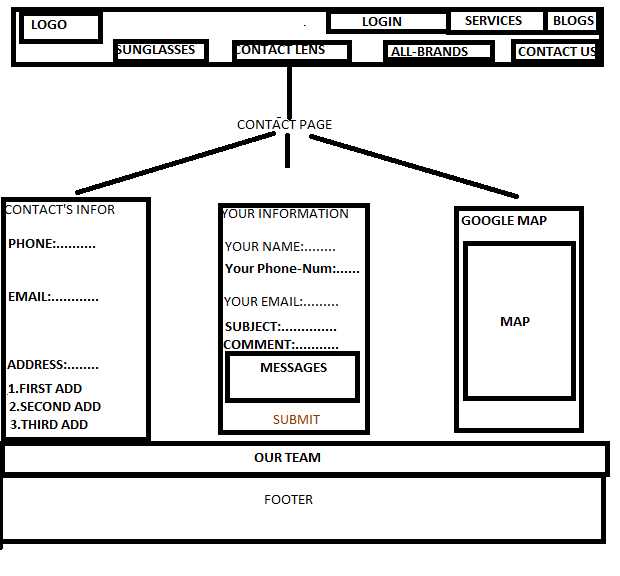 LOGO
LOGIN
SERVICES
BLOGS
SUNGLASSES
CONTACT LENS
ALL-BRANDS
CONTACT US
CONTACT PAGE
CONTACT'S INFOR
PHONE:..........
EMAIL:............
ADDRESS:........
1.FIRST ADD
2.SECOND ADD
3.THIRD ADD
YOUR INFORMATION
YOUR NAME:........
Your Phone-Num:......
YOUR EMAIL:.........
SUBJECT:..............
COMMENT:...........
MESSAGES
SUBMIT
GOOGLE MAP
MAP
OUR TEAM
FOOTER